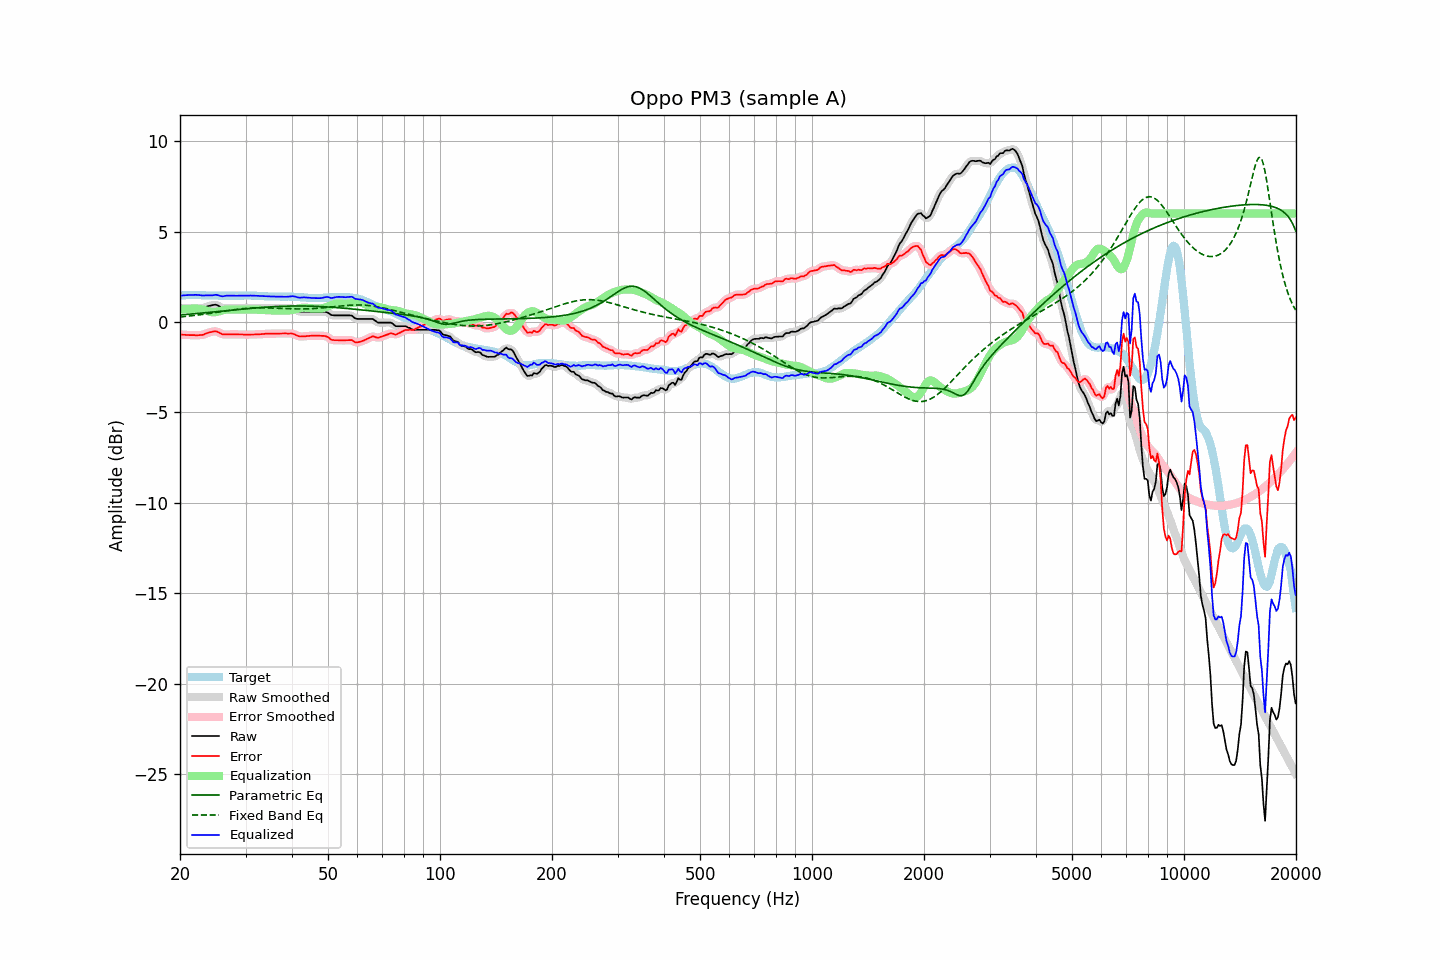 Oppo PM3 (sample A)
10
5
0
−5
−10
−15
−20
−25
Amplitude (dBr)
Target
Raw Smoothed
Error Smoothed
Raw
Error
Equalization
Parametric Eq
Fixed Band Eq
Equalized
20 50 100 200 500 1000 2000 5000 10000 20000
Frequency (Hz)